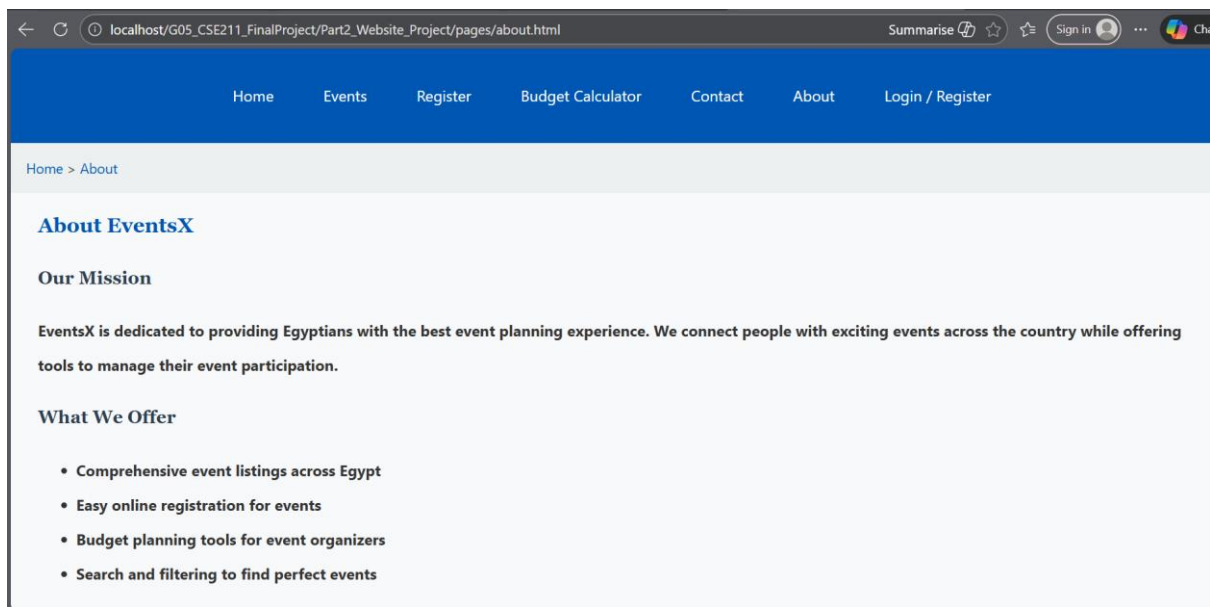 localhost/G05_CSE211_FinalProject/Part2_Website_Project/pages/about.html Summarise Sign in
Home Events Register Budget Calculator Contact About Login / Register
Home > About
About EventsX
Our Mission
EventsX is dedicated to providing Egyptians with the best event planning experience. We connect people with exciting events across the country while offering
tools to manage their event participation.
What We Offer
• Comprehensive event listings across Egypt
• Easy online registration for events
• Budget planning tools for event organizers
• Search and filtering to find perfect events